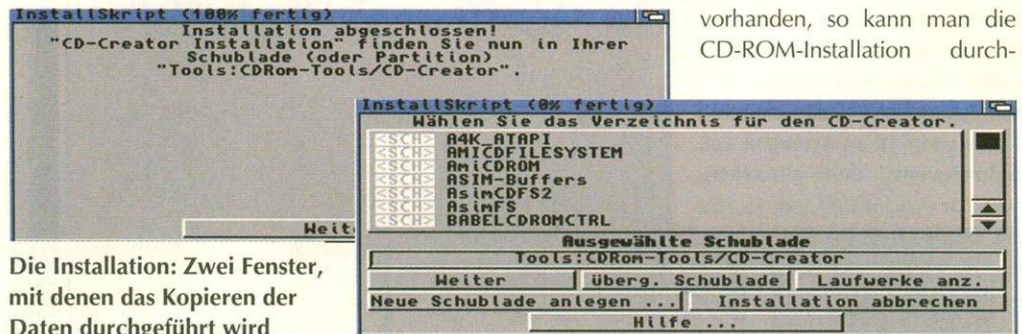 InstallSkript (100% fertig)
Installation abgeschlossen!
"CD-Creator Installation" finden Sie nun in Ihrer
Schublade (oder Partition)
"Tools:CDRom-Tools/CD-Creator".
Weit
vorhanden, so kann man die
CD-ROM-Installation durch-
InstallSkript (0% fertig)
Wählen Sie das Verzeichnis für den CD-Creator.
<SCH> A4K_ATAPI
<SCH> AMICDFILESYSTEM
<SCH> AmiCDROM
<SCH> ASIM-Buffers
<SCH> AsimCDFS2
<SCH> AsimFS
<SCH> BABELCDROMCTRL
Ausgewählte Schublade
Tools:CDRom-Tools/CD-Creator
Weiter überg. Schublade Laufwerke anz.
Neue Schublade anlegen ... Installation abbrechen
Hilfe ...
Die Installation: Zwei Fenster,
mit denen das Kopieren der
Daten durchgeführt wird